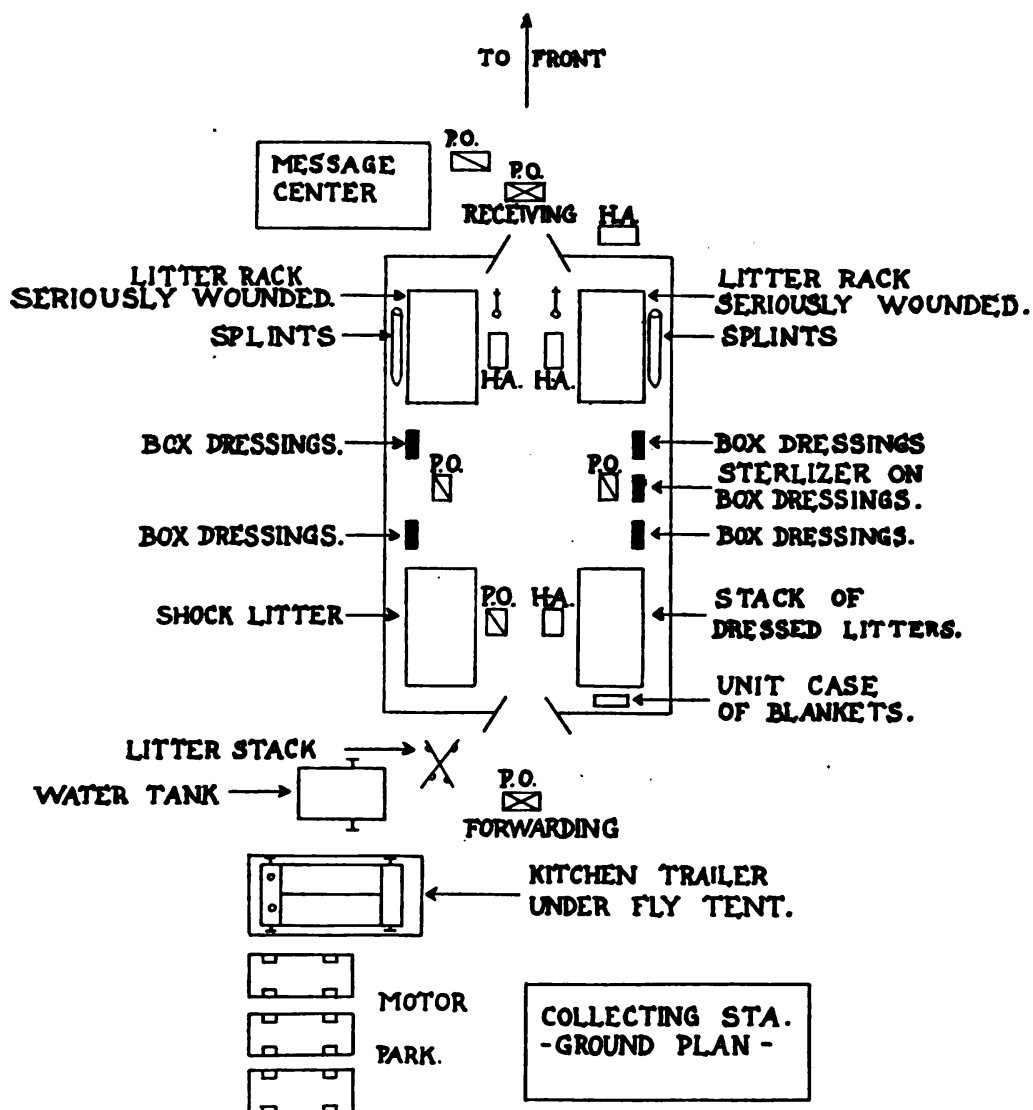 TO FRONT
P.O.
MESSAGE
CENTER
P.O.
RECEIVING
H.A.
LITTER RACK
SERIOUSLY WOUNDED.
LITTER RACK
SERIOUSLY WOUNDED.
SPLINTS
SPLINTS
H.A.
H.A.
BOX DRESSINGS.
BOX DRESSINGS
P.O.
P.O.
STERLIZER ON
BOX DRESSINGS.
BOX DRESSINGS.
BOX DRESSINGS.
SHOCK LITTER
P.O.
H.A.
STACK OF
DRESSED LITTERS.
UNIT CASE
OF BLANKETS.
LITTER STACK
WATER TANK
P.O.
FORWARDING
KITCHEN TRAILER
UNDER FLY TENT.
MOTOR
PARK.
COLLECTING STA.
-GROUND PLAN-